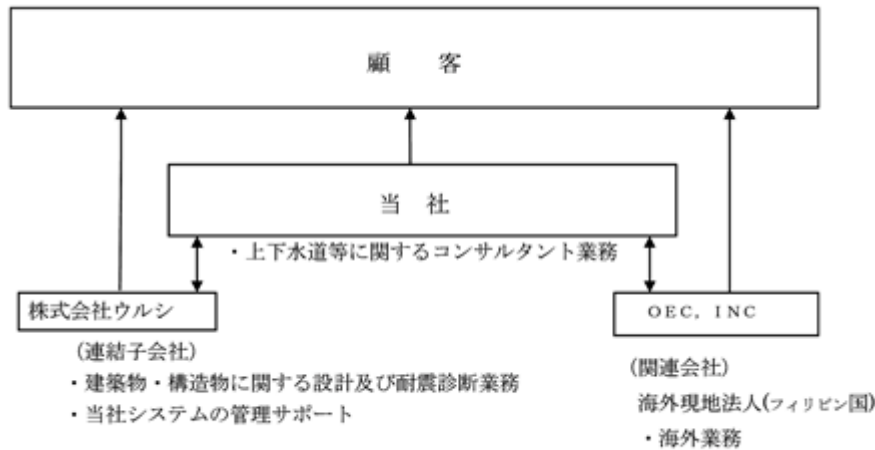 顧　客
当　社
・上下水道等に関するコンサルタント業務
株式会社ウルシ
(連結子会社)
・建築物・構造物に関する設計及び耐震診断業務
・当社システムの管理サポート
ＯＥＣ，ＩＮＣ
(関連会社)
海外現地法人(フィリピン国)
・海外業務